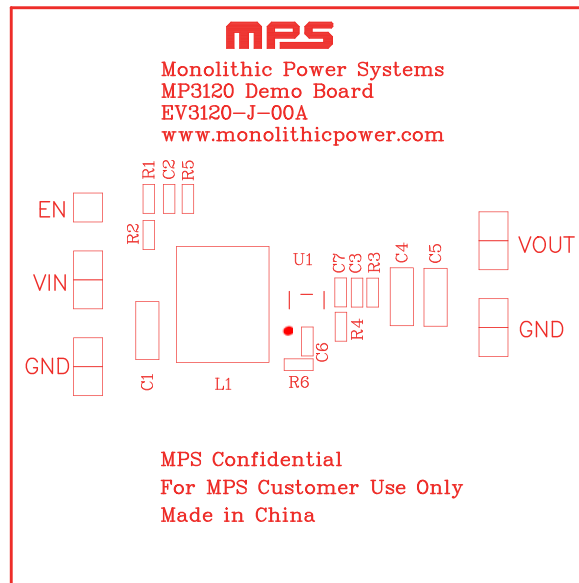 mPS
Monolithic Power Systems
MP3120 Demo Board
EV3120-J-00A
www.monolithicpower.com
R1
C2
R5
EN
R2
VOUT
VIN
U1
C7
C3
R3
C4
C5
GND
R4
C6
GND
C1
L1
R6
MPS Confidential
For MPS Customer Use Only
Made in China